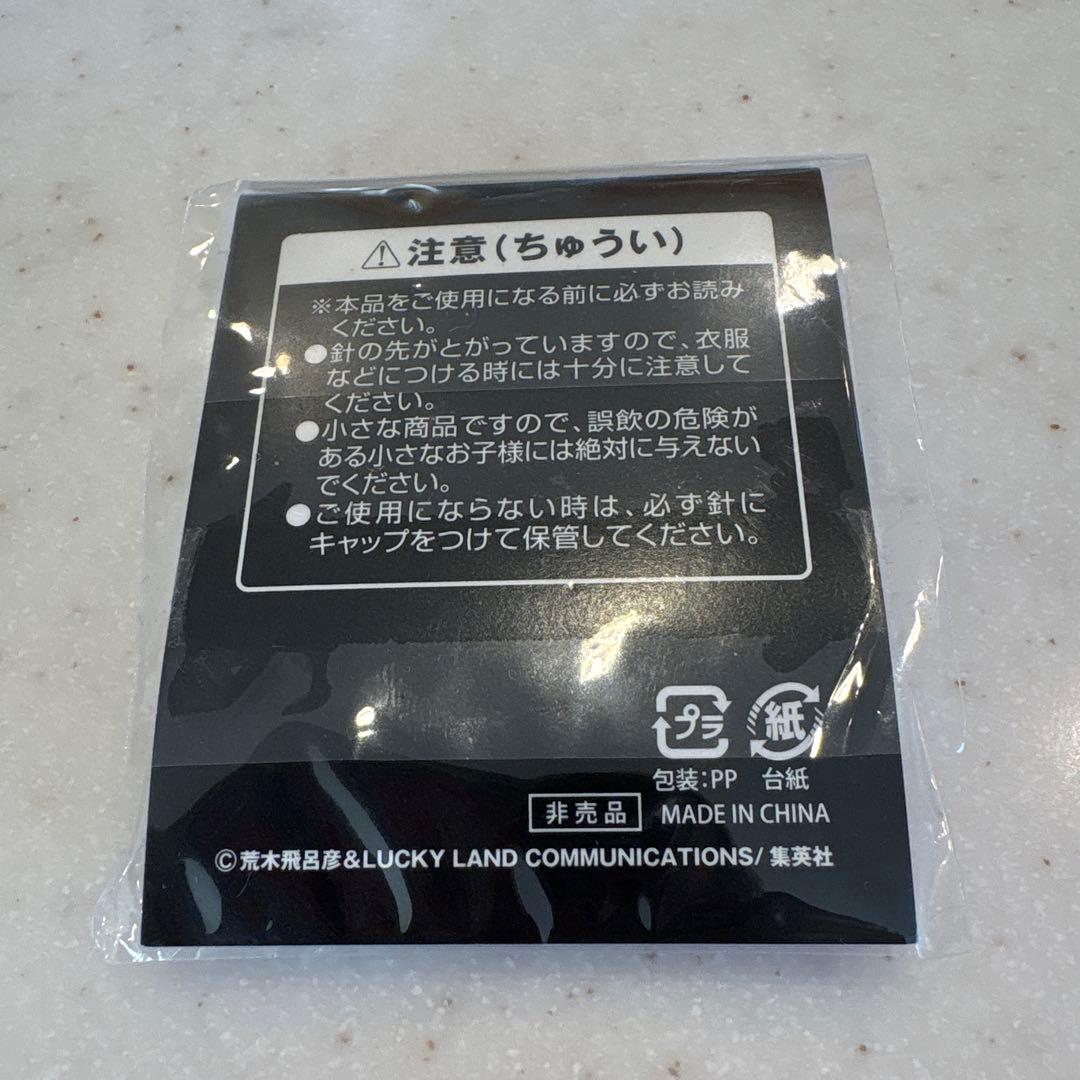 ⚠注意(ちゅうい)
※本品をご使用になる前に必ずお読み
ください。
●針の先がとがっていますので、衣服
などにつける時には十分に注意して
ください。
●小さな商品ですので、誤飲の危険が
ある小さなお子様には絶対に与えない
でください。
●ご使用にならない時は、必ず針に
キャップをつけて保管してください。
プラ 紙
包装:PP 台紙
非売品 MADE IN CHINA
©荒木飛呂彦&LUCKY LAND COMMUNICATIONS/集英社